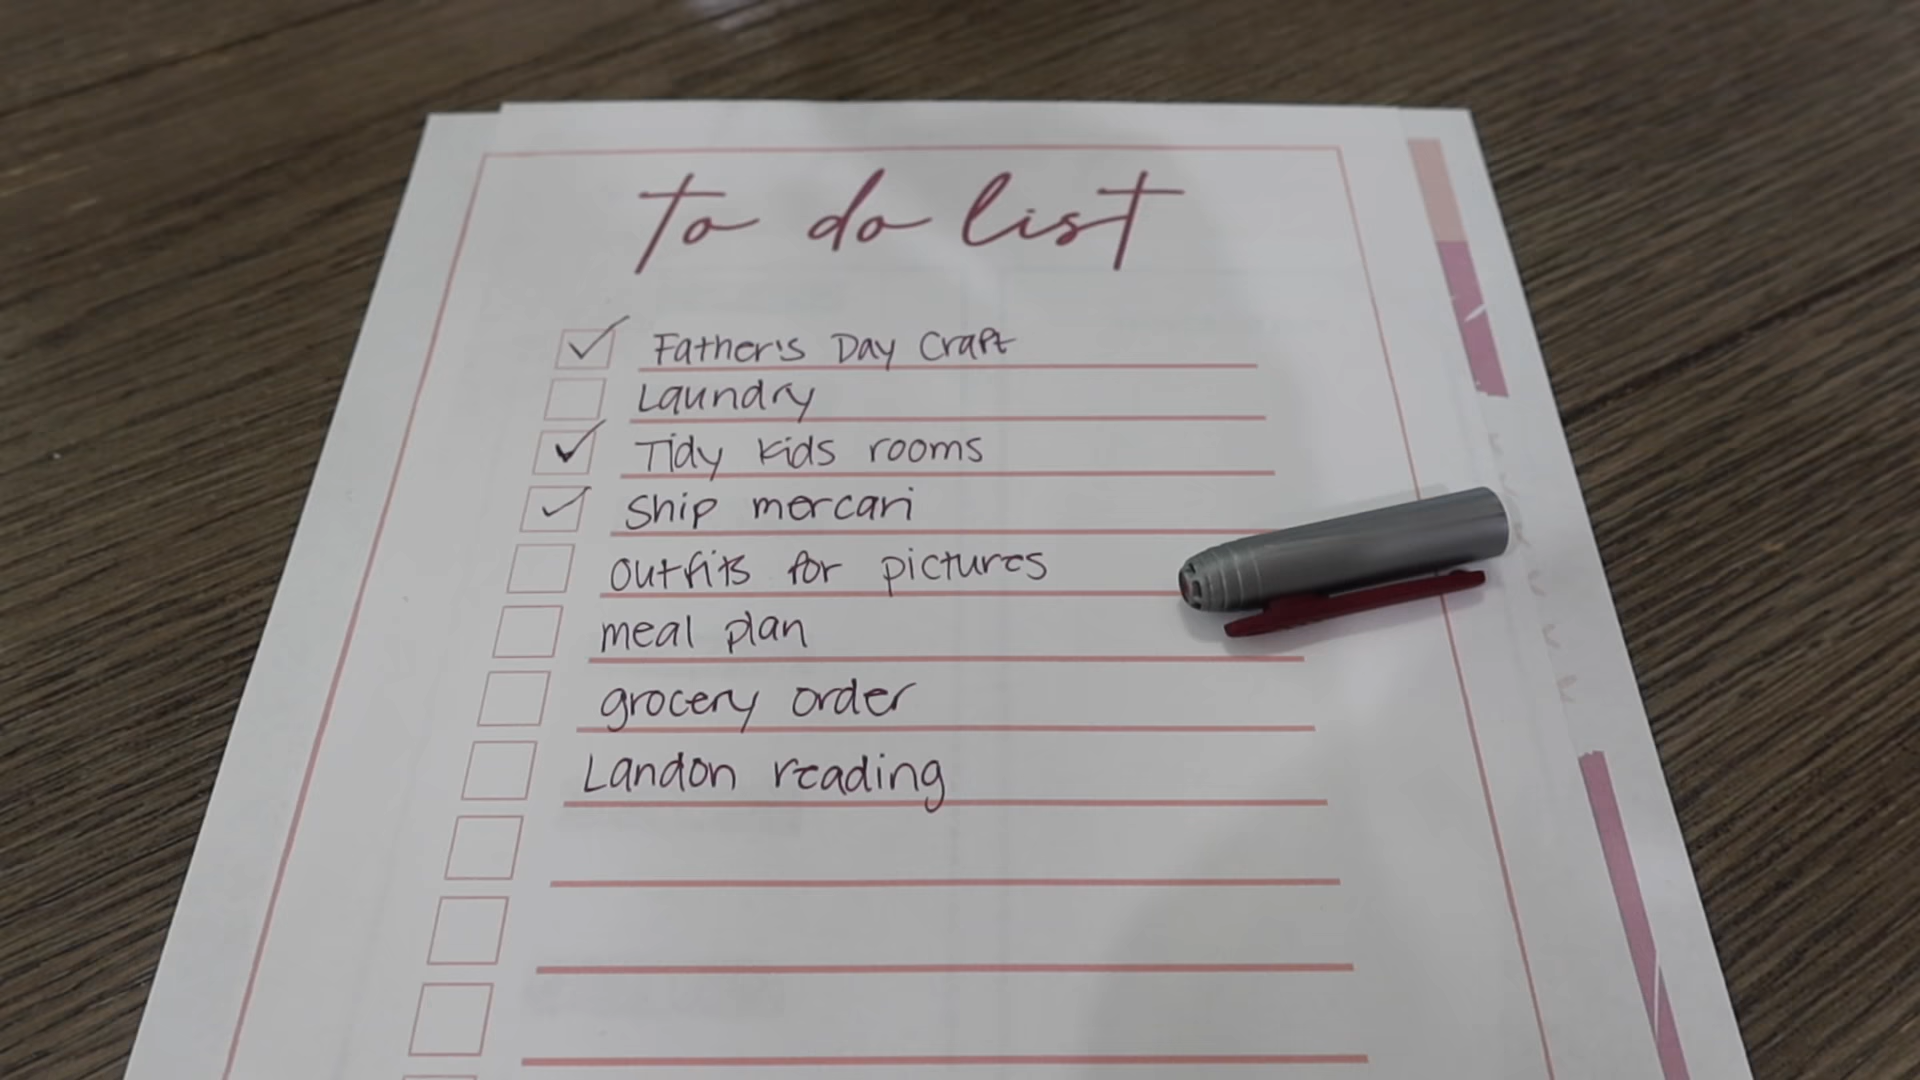 to do list
Father's Day Craft
Laundry
Tidy kids rooms
Ship mercari
outfits for pictures
meal plan
grocery order
Landon reading